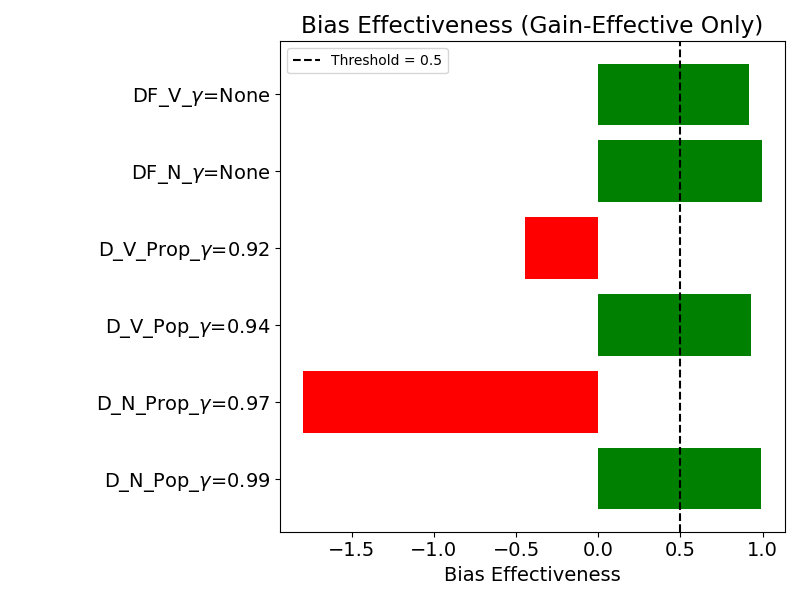 Bias Effectiveness (Gain-Effective Only)
Threshold = 0.5
DF_V_γ=None
DF_N_γ=None
D_V_Prop_γ=0.92
D_V_Pop_γ=0.94
D_N_Prop_γ=0.97
D_N_Pop_γ=0.99
−1.5 −1.0 −0.5 0.0 0.5 1.0
Bias Effectiveness